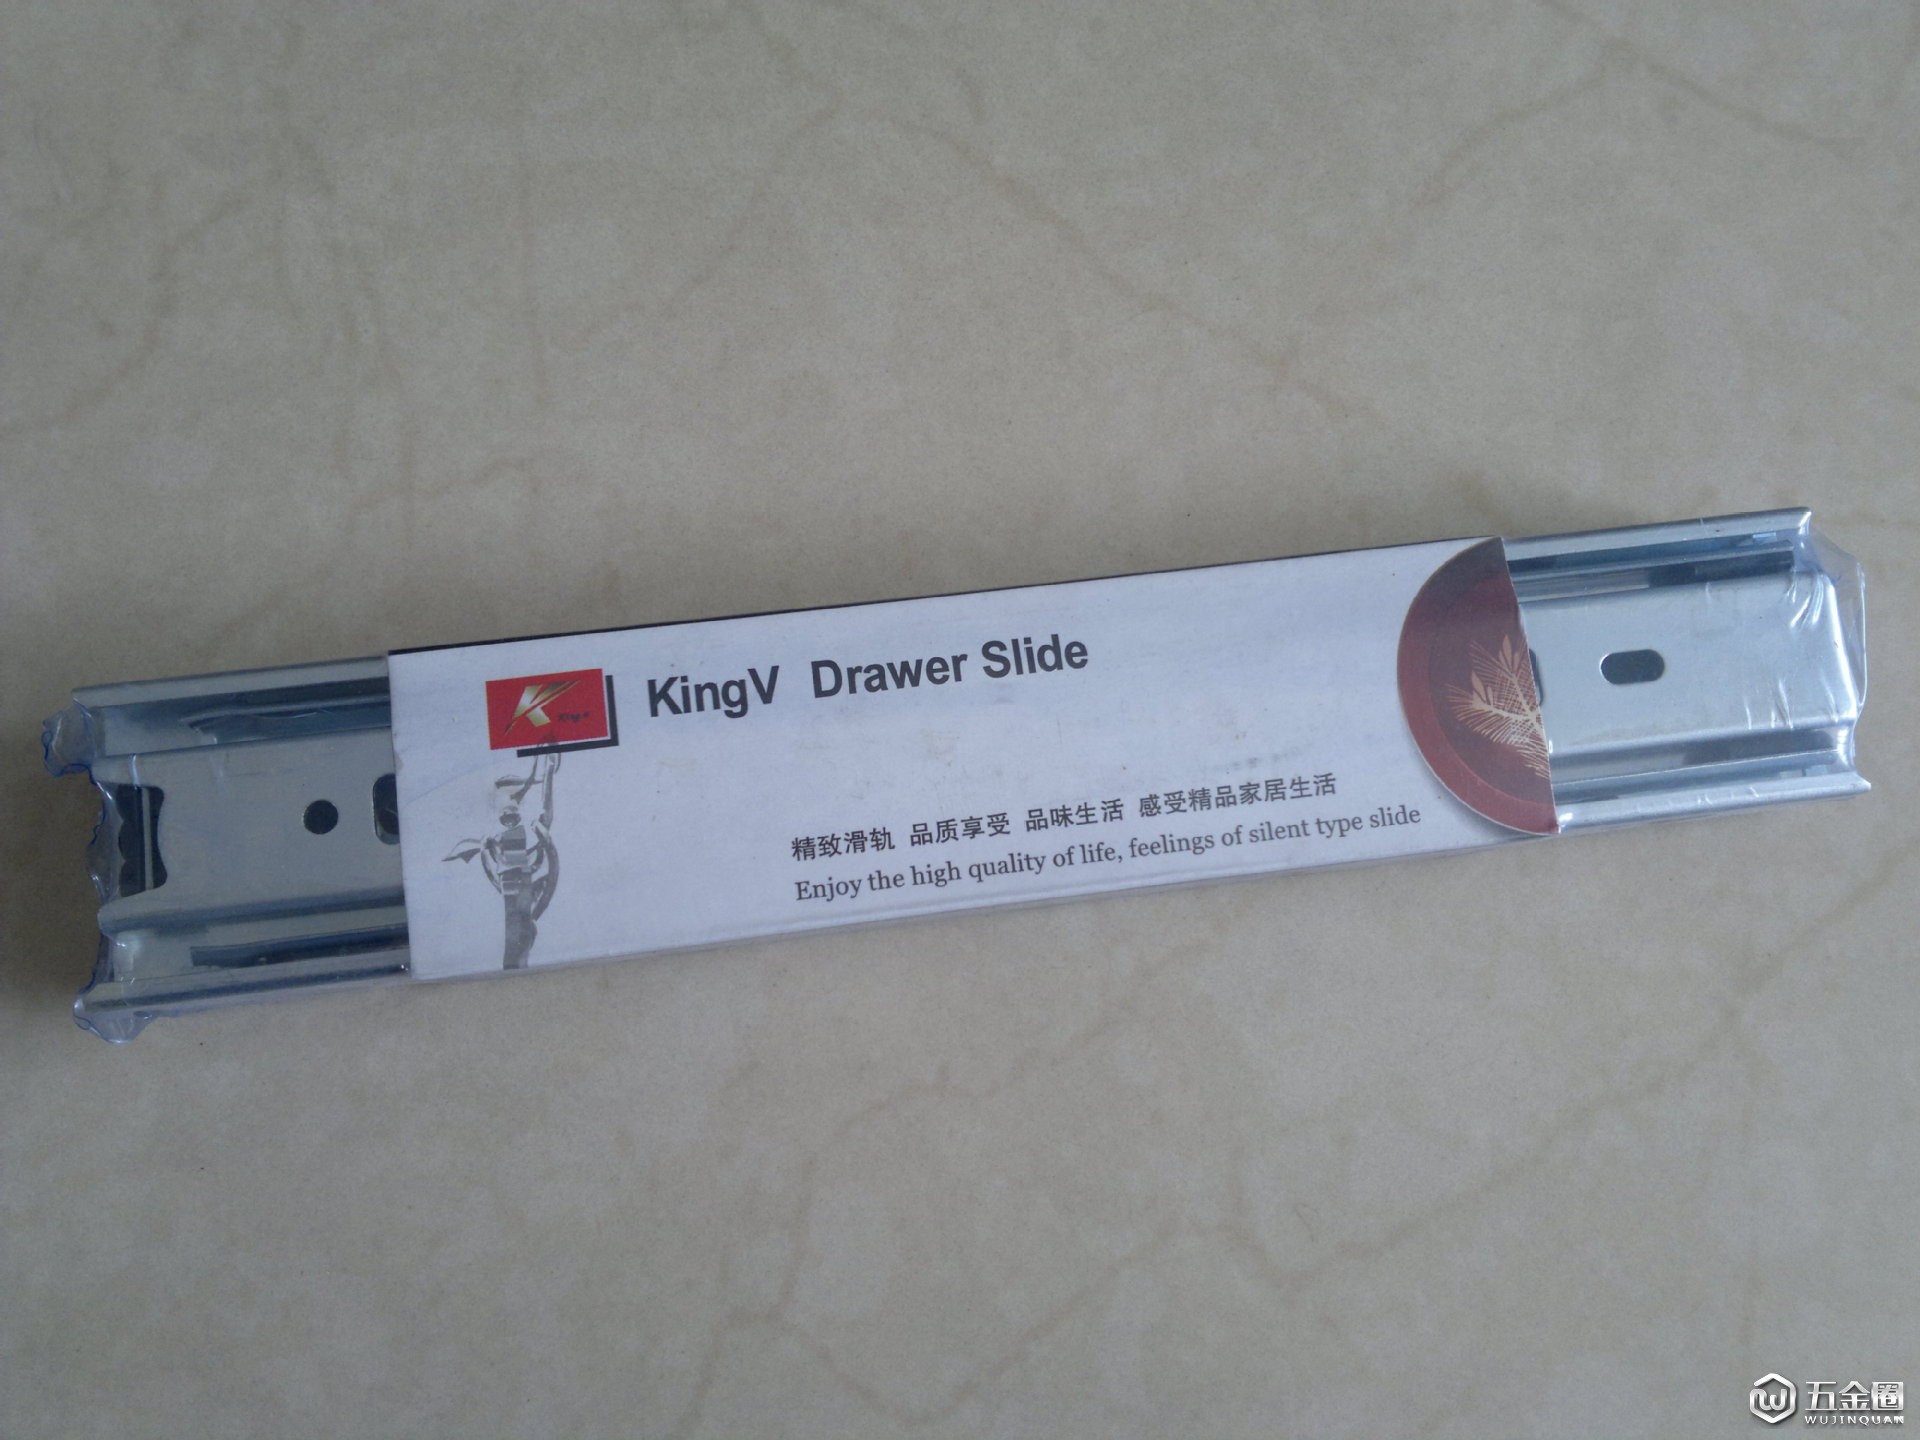 KingV Drawer Slide
King-V
精致滑轨 品质享受 品味生活 感受精品家居生活
Enjoy the high quality of life, feelings of silent type slide
五金圈
WUJINQUAN